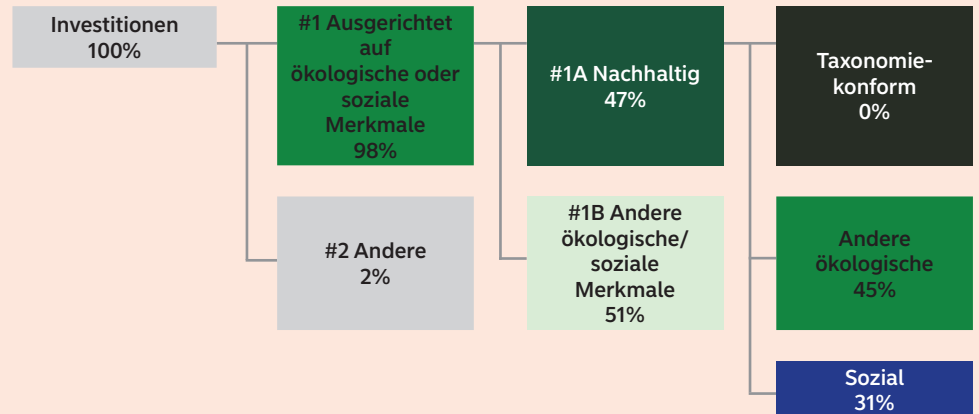 Investitionen
100%
#1 Ausgerichtet
auf
ökologische oder
soziale
Merkmale
98%
#2 Andere
2%
#1A Nachhaltig
47%
#1B Andere
ökologische/
soziale
Merkmale
51%
Taxonomie-
konform
0%
Andere
ökologische
45%
Sozial
31%